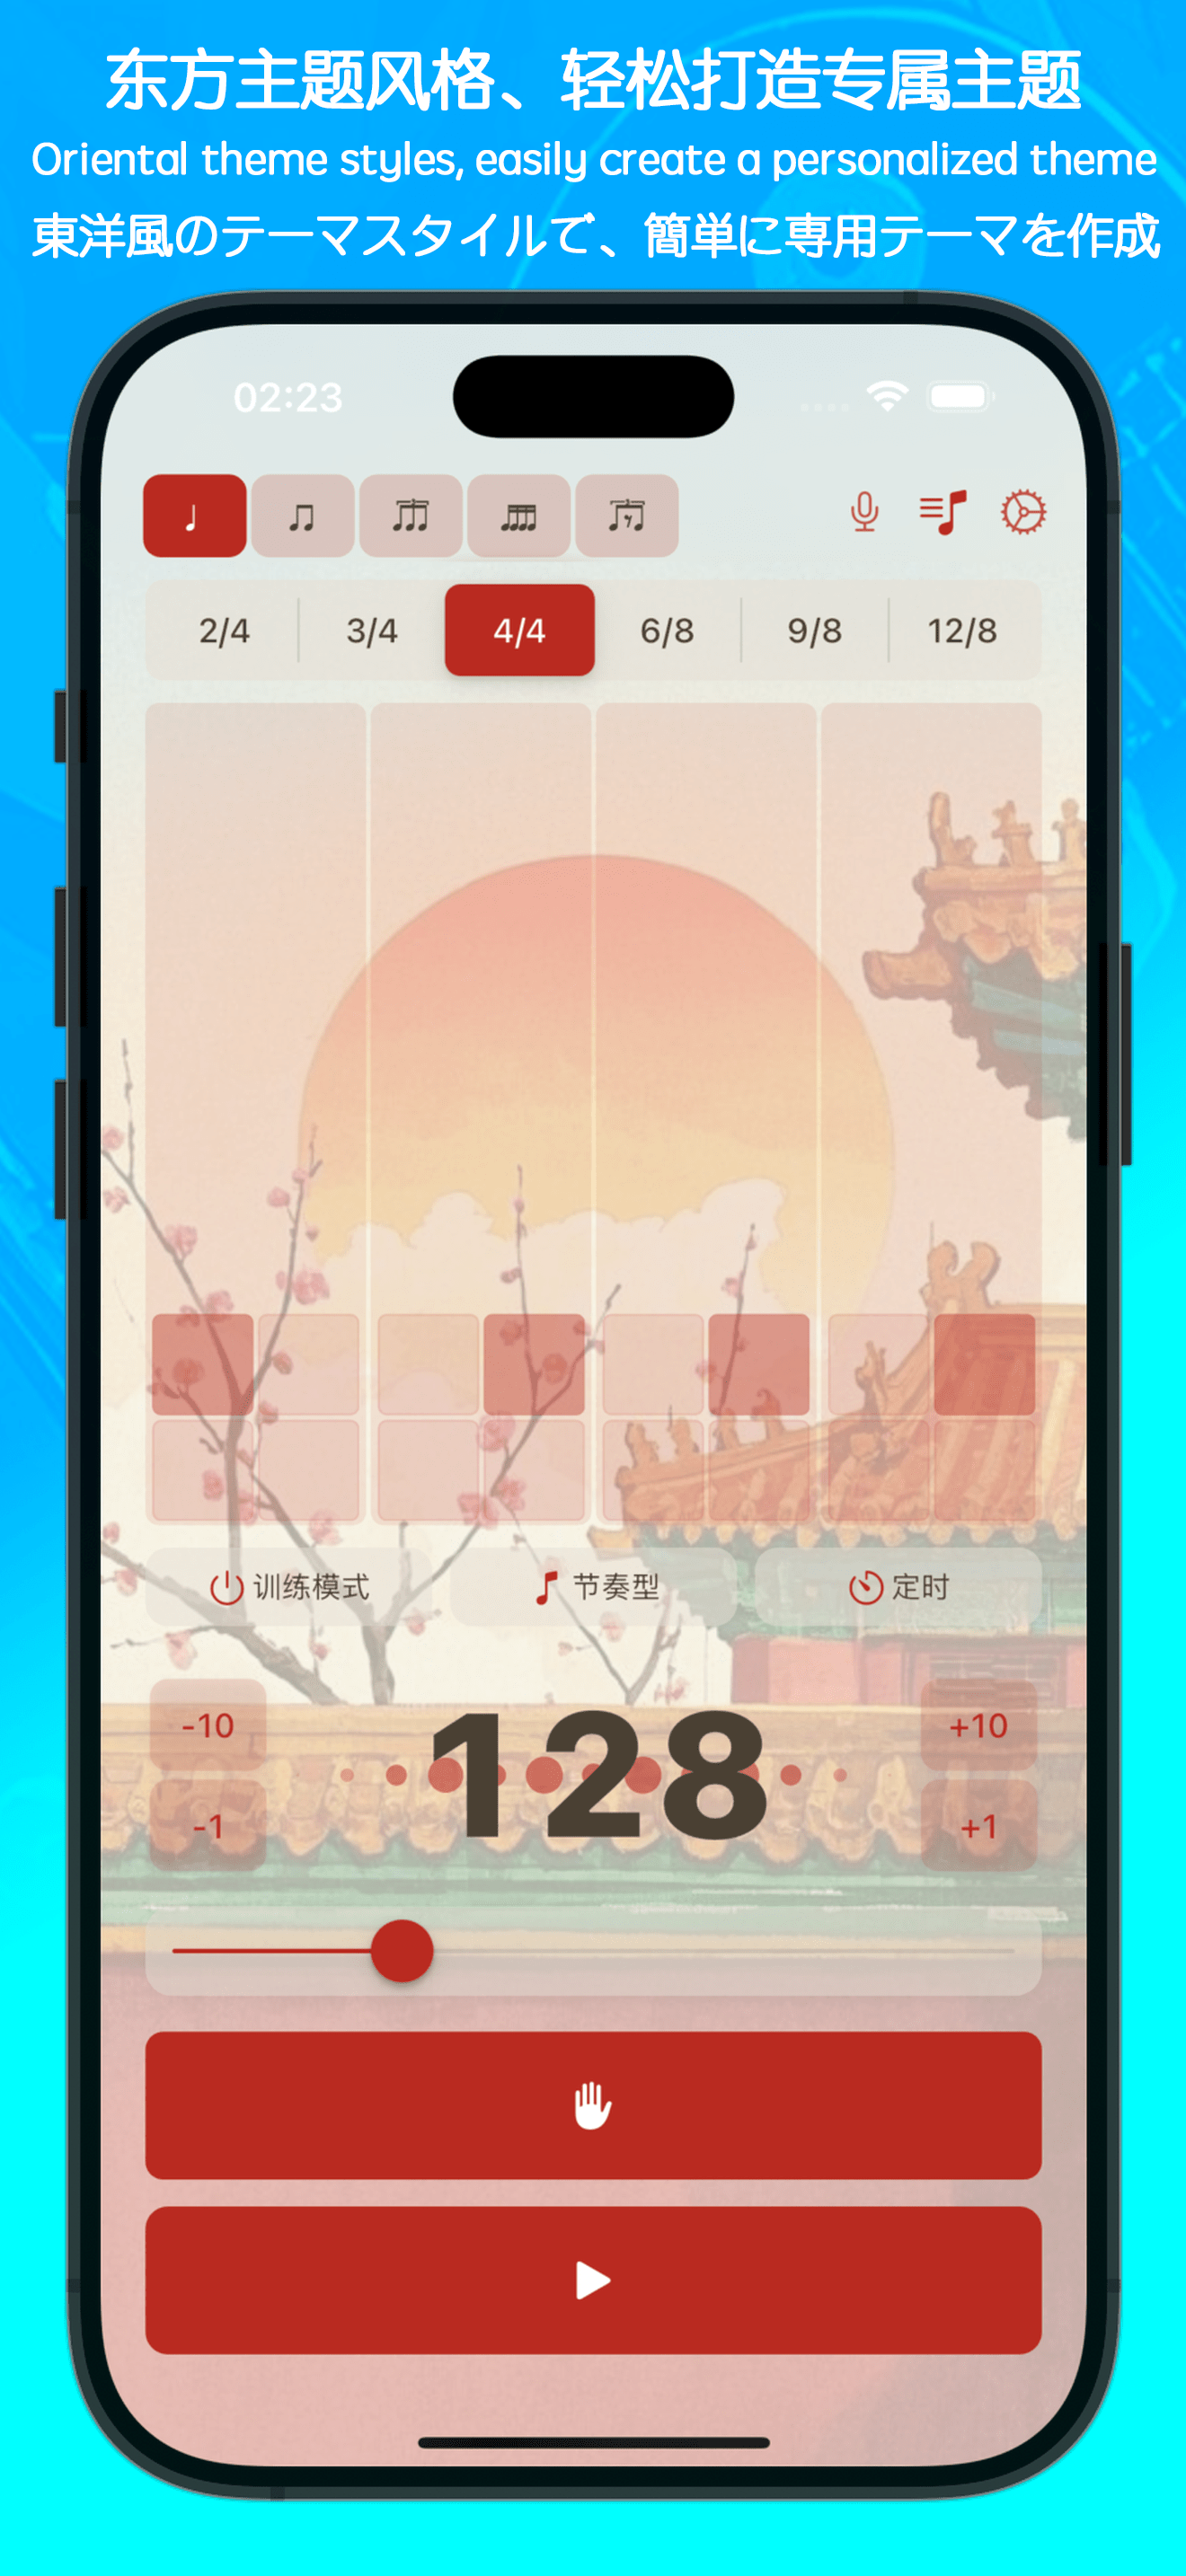 东方主题风格、轻松打造专属主题
Oriental theme styles, easily create a personalized theme
東洋風のテーマスタイルで、簡単に専用テーマを作成
02:23
2/4 3/4 4/4 6/8 9/8 12/8
训练模式 节奏型 定时
-10 128 +10
-1 +1